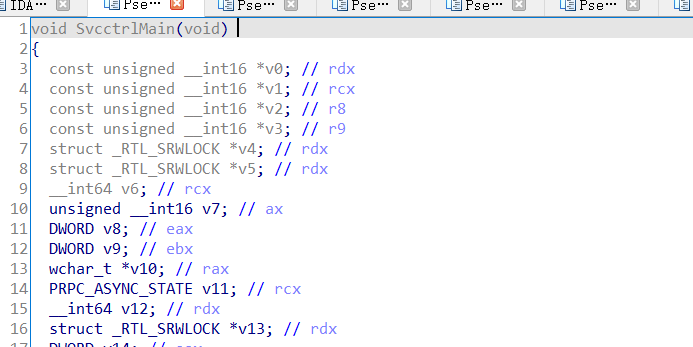 IDA··· Pse··· Pse··· Pse··· Pse··· Pse···
1 void SvcctrlMain(void)
2 {
3 const unsigned __int16 *v0; // rdx
4 const unsigned __int16 *v1; // rcx
5 const unsigned __int16 *v2; // r8
6 const unsigned __int16 *v3; // r9
7 struct _RTL_SRWLOCK *v4; // rdx
8 struct _RTL_SRWLOCK *v5; // rdx
9 __int64 v6; // rcx
10 unsigned __int16 v7; // ax
11 DWORD v8; // eax
12 DWORD v9; // ebx
13 wchar_t *v10; // rax
14 PRPC_ASYNC_STATE v11; // rcx
15 __int64 v12; // rdx
16 struct _RTL_SRWLOCK *v13; // rdx
17 DWORD v14; //